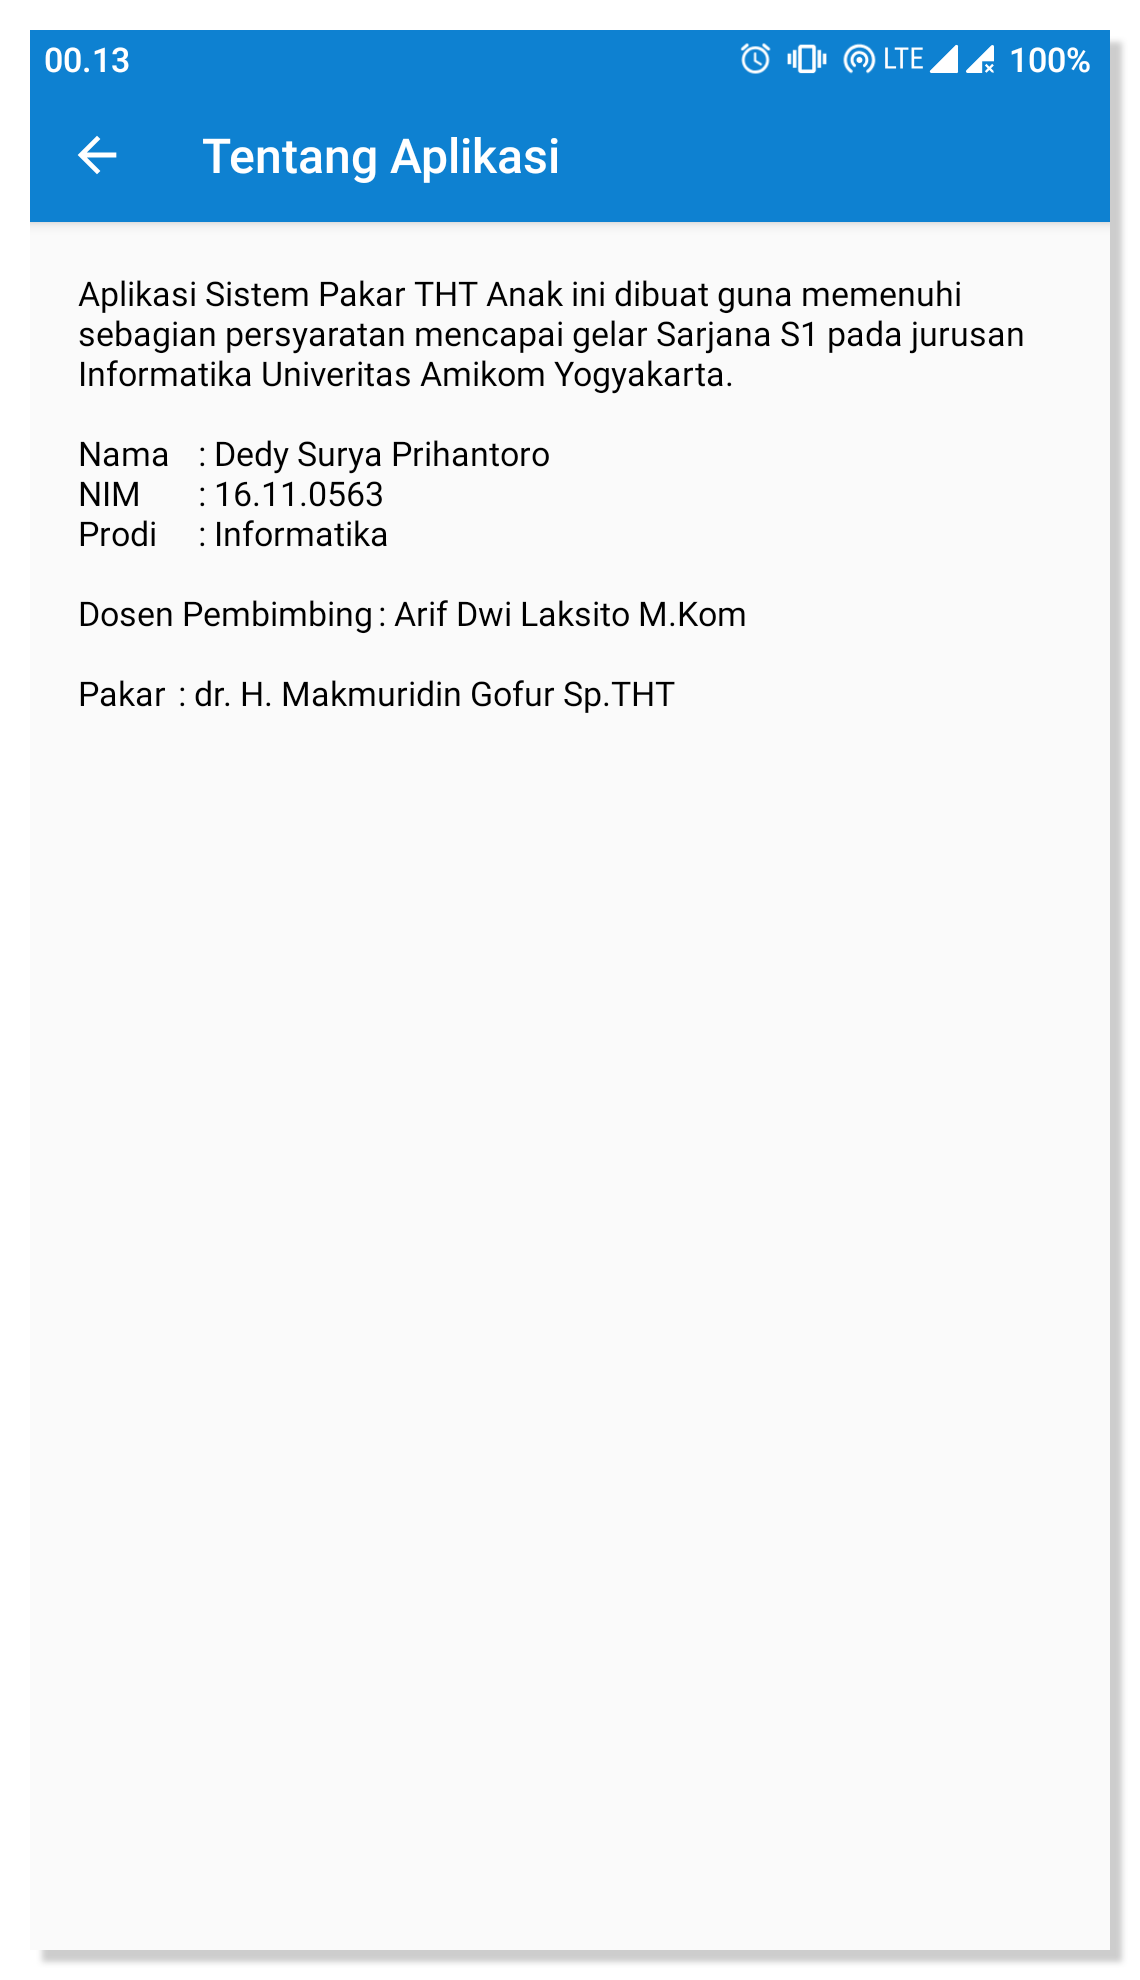 00.13 LTE 100%
Tentang Aplikasi
Aplikasi Sistem Pakar THT Anak ini dibuat guna memenuhi
sebagian persyaratan mencapai gelar Sarjana S1 pada jurusan
Informatika Univeritas Amikom Yogyakarta.
Nama : Dedy Surya Prihantoro
NIM : 16.11.0563
Prodi : Informatika
Dosen Pembimbing : Arif Dwi Laksito M.Kom
Pakar : dr. H. Makmuridin Gofur Sp.THT